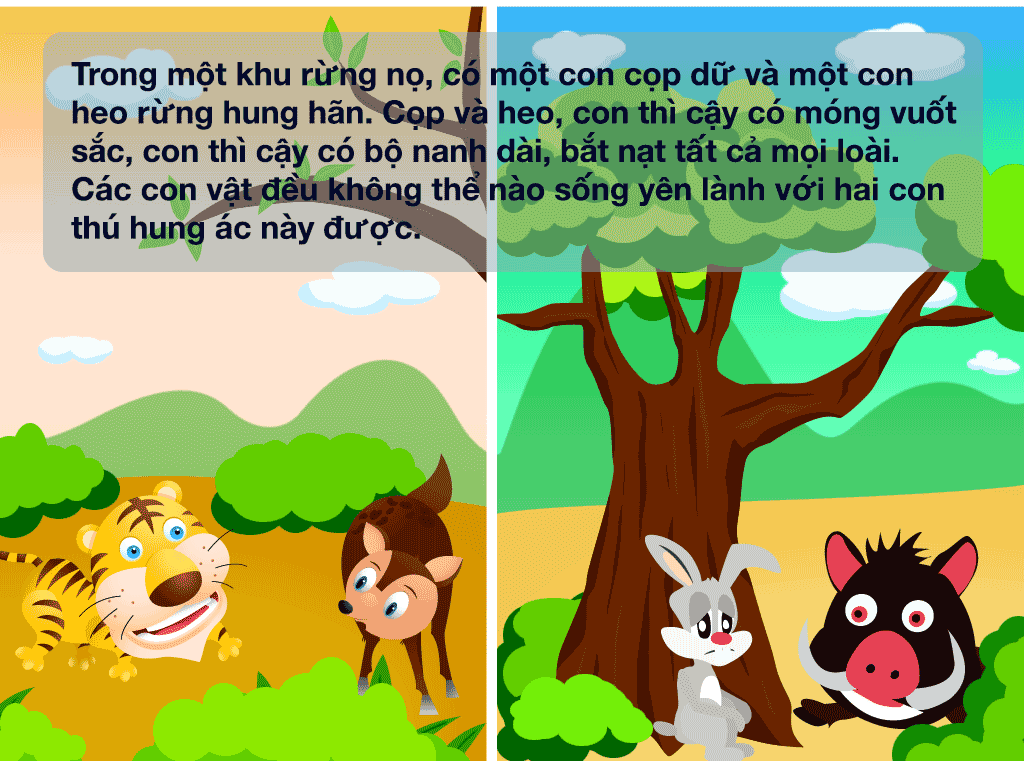 Trong một khu rừng nọ, có một con cọp dữ và một con
heo rừng hung hãn. Cọp và heo, con thì cậy có móng vuốt
sắc, con thì cậy có bộ nanh dài, bắt nạt tất cả mọi loài.
Các con vật đều không thể nào sống yên lành với hai con
thú hung ác này được.